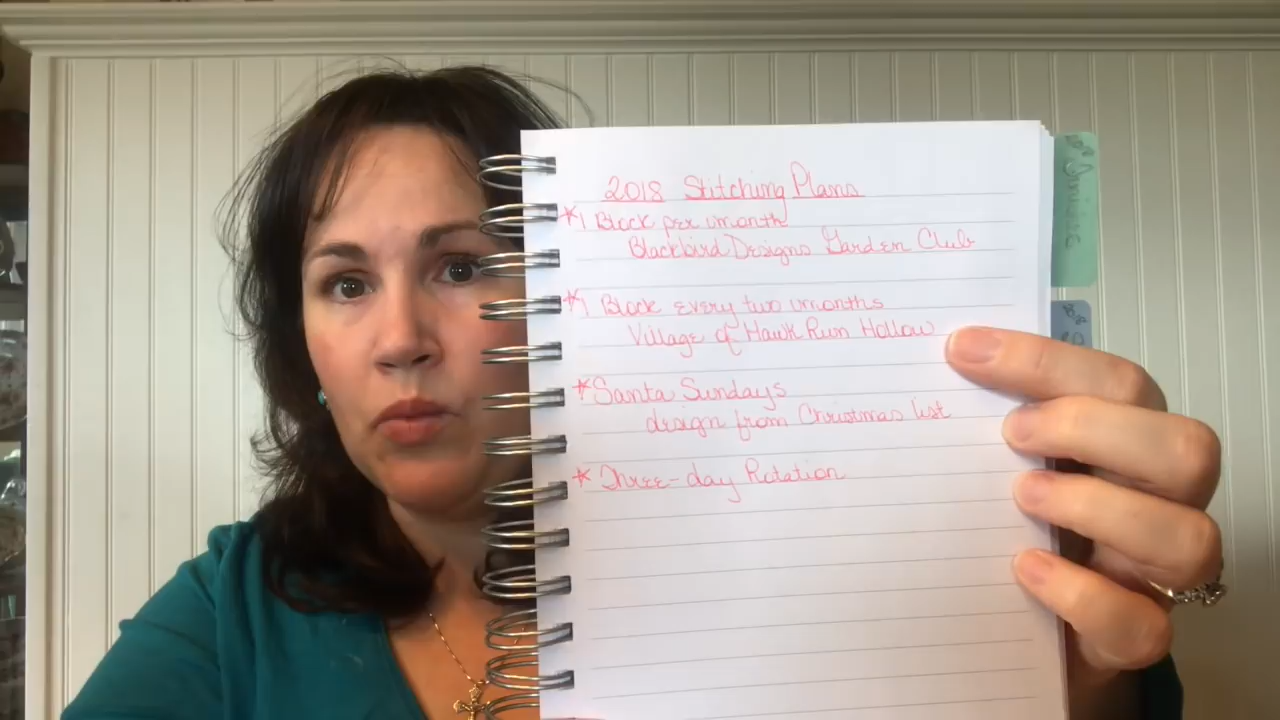 2018 Stitching Plans
*1 Block per month
Blackbird Designs Garden Club
*1 Block every two months
Village of Hawk Run Hollow
*Santa Sundays
design from Christmas list
*Three-day Rotation